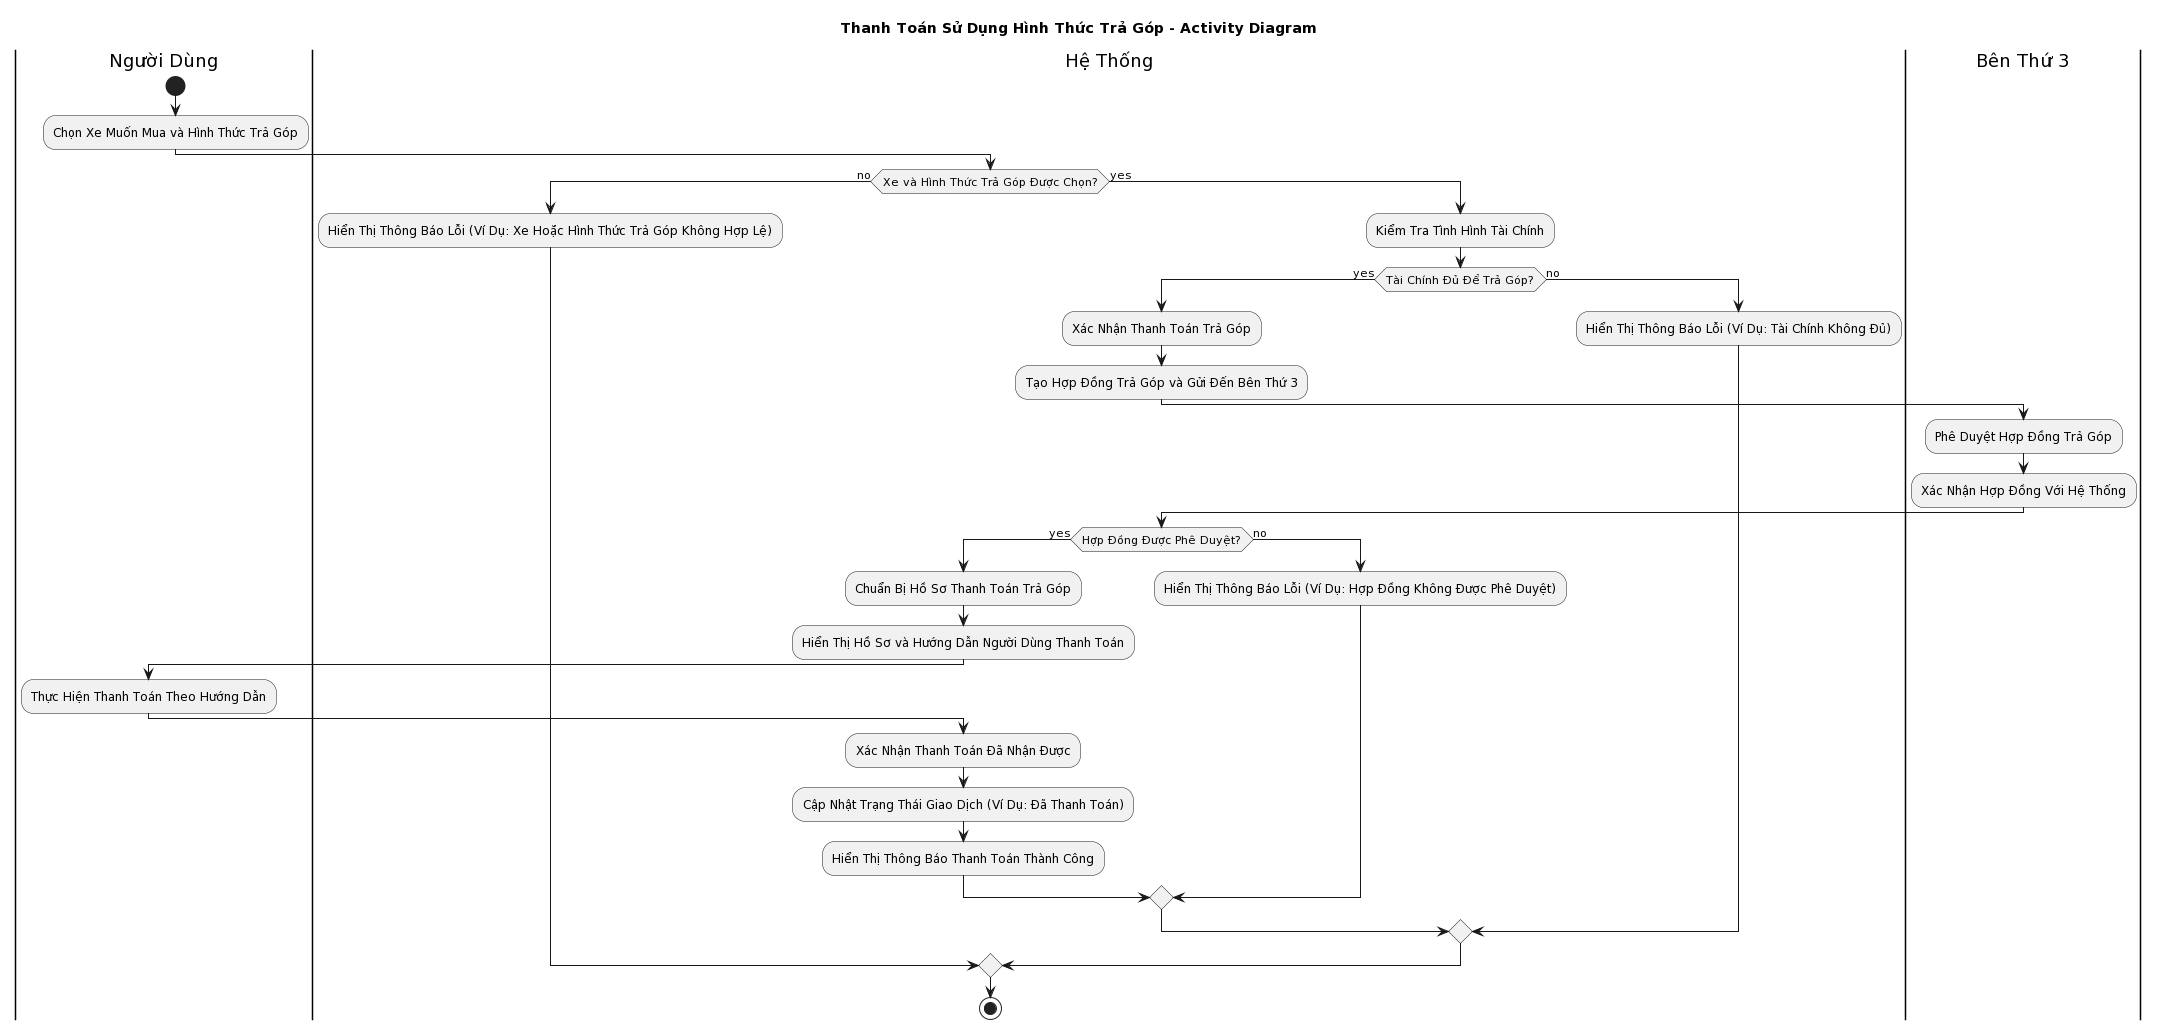 Thanh Toán Sử Dụng Hình Thức Trả Góp - Activity Diagram
Người Dùng
Hệ Thống
Bên Thứ 3
Chọn Xe Muốn Mua và Hình Thức Trả Góp
no
Xe và Hình Thức Trả Góp Được Chọn?
yes
Hiển Thị Thông Báo Lỗi (Ví Dụ: Xe Hoặc Hình Thức Trả Góp Không Hợp Lệ)
Kiểm Tra Tình Hình Tài Chính
yes
Tài Chính Đủ Để Trả Góp?
no
Xác Nhận Thanh Toán Trả Góp
Hiển Thị Thông Báo Lỗi (Ví Dụ: Tài Chính Không Đủ)
Tạo Hợp Đồng Trả Góp và Gửi Đến Bên Thứ 3
Phê Duyệt Hợp Đồng Trả Góp
Xác Nhận Hợp Đồng Với Hệ Thống
yes
Hợp Đồng Được Phê Duyệt?
no
Chuẩn Bị Hồ Sơ Thanh Toán Trả Góp
Hiển Thị Thông Báo Lỗi (Ví Dụ: Hợp Đồng Không Được Phê Duyệt)
Hiển Thị Hồ Sơ và Hướng Dẫn Người Dùng Thanh Toán
Thực Hiện Thanh Toán Theo Hướng Dẫn
Xác Nhận Thanh Toán Đã Nhận Được
Cập Nhật Trạng Thái Giao Dịch (Ví Dụ: Đã Thanh Toán)
Hiển Thị Thông Báo Thanh Toán Thành Công